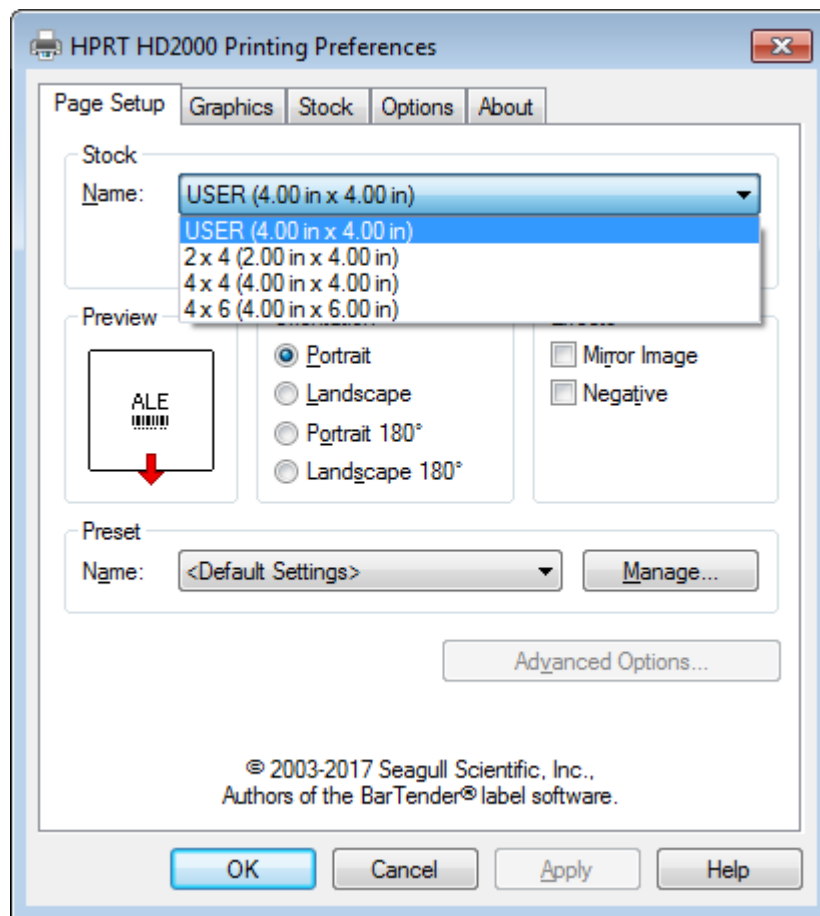 HPRT HD2000 Printing Preferences
Page Setup
Graphics
Stock
Options
About
Stock
Name:
USER (4.00 in x 4.00 in)
USER (4.00 in x 4.00 in)
2 x 4 (2.00 in x 4.00 in)
4 x 4 (4.00 in x 4.00 in)
4 x 6 (4.00 in x 6.00 in)
Preview
ALE
Portrait
Landscape
Portrait 180°
Landscape 180°
Mirror Image
Negative
Preset
Name:
<Default Settings>
Manage...
Advanced Options...
© 2003-2017 Seagull Scientific, Inc.,
Authors of the BarTender® label software.
OK
Cancel
Apply
Help